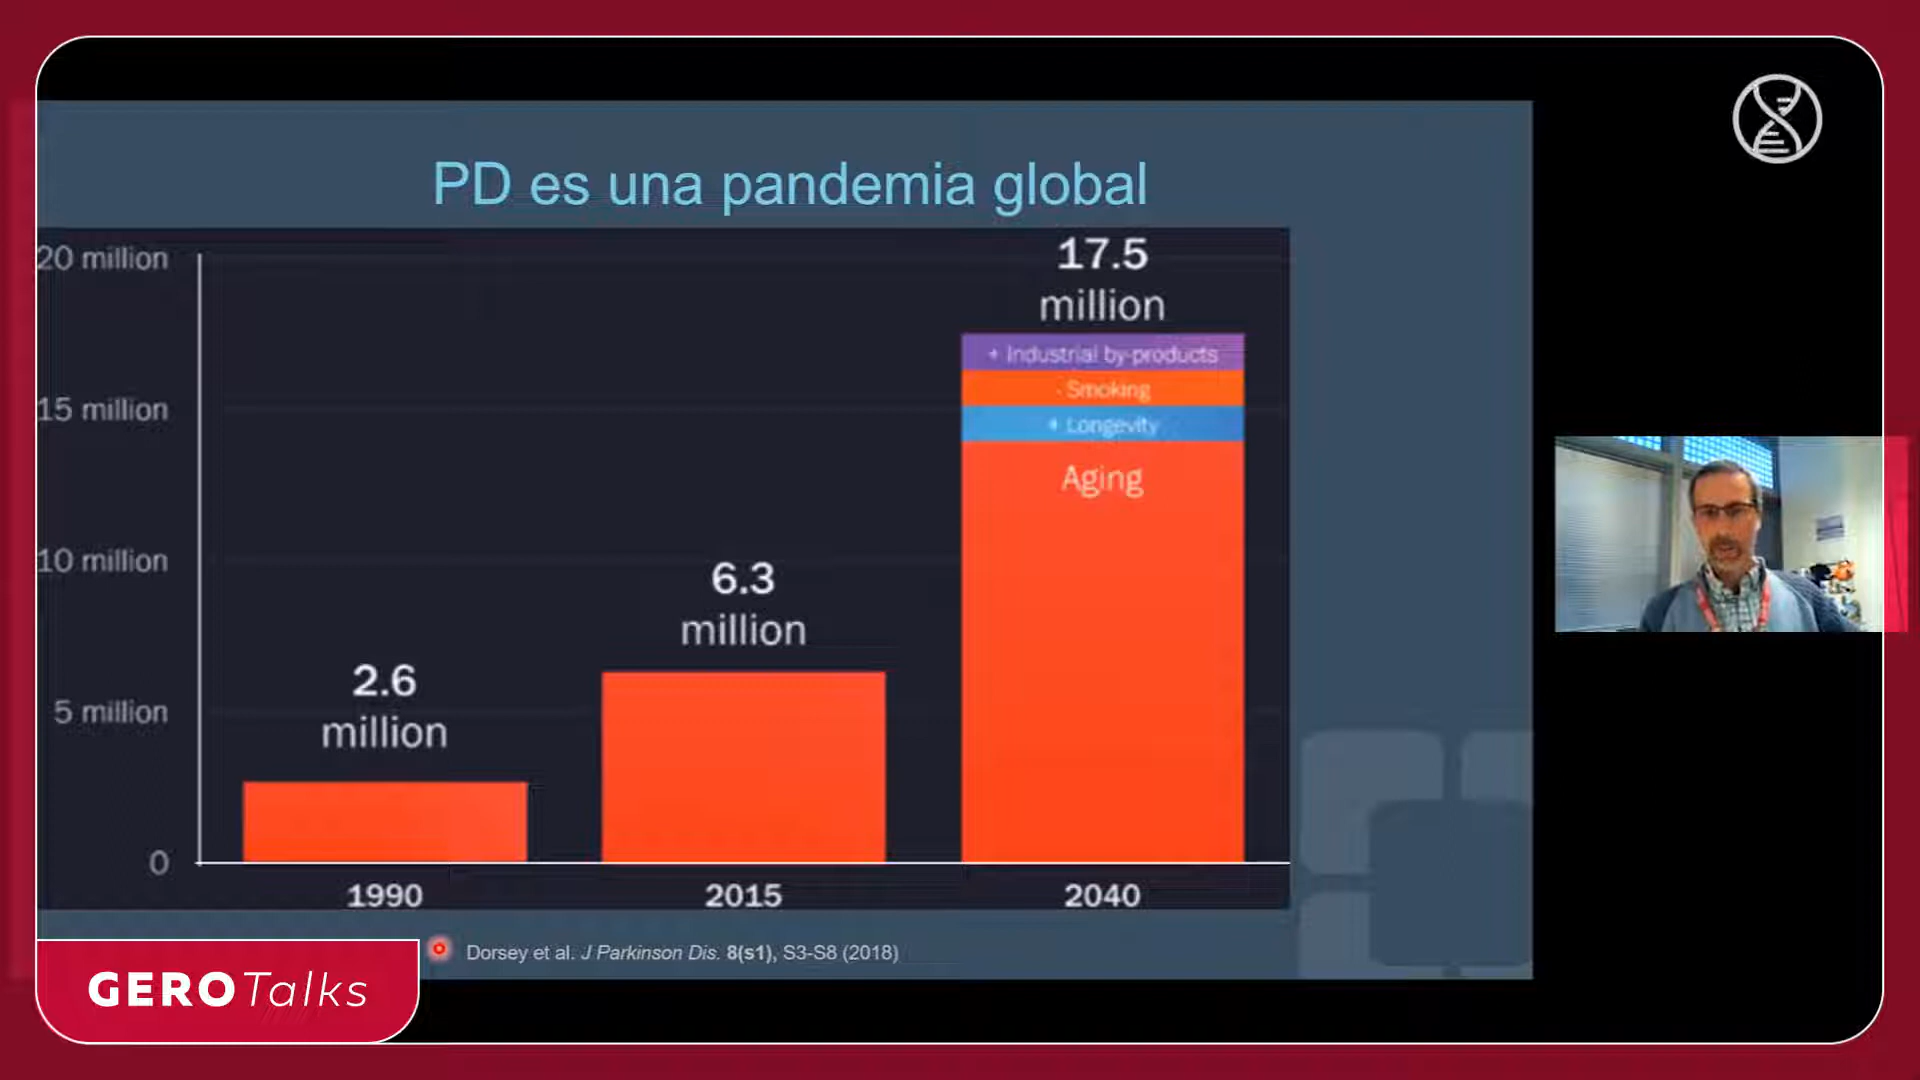 PD es una pandemia global
20 million
15 million
10 million
5 million
0
2.6
million
6.3
million
17.5
million
+ Industrial by-products
- Smoking
+ Longevity
Aging
1990
2015
2040
Dorsey et al. J Parkinson Dis. 8(s1), S3-S8 (2018)
GEROTalks